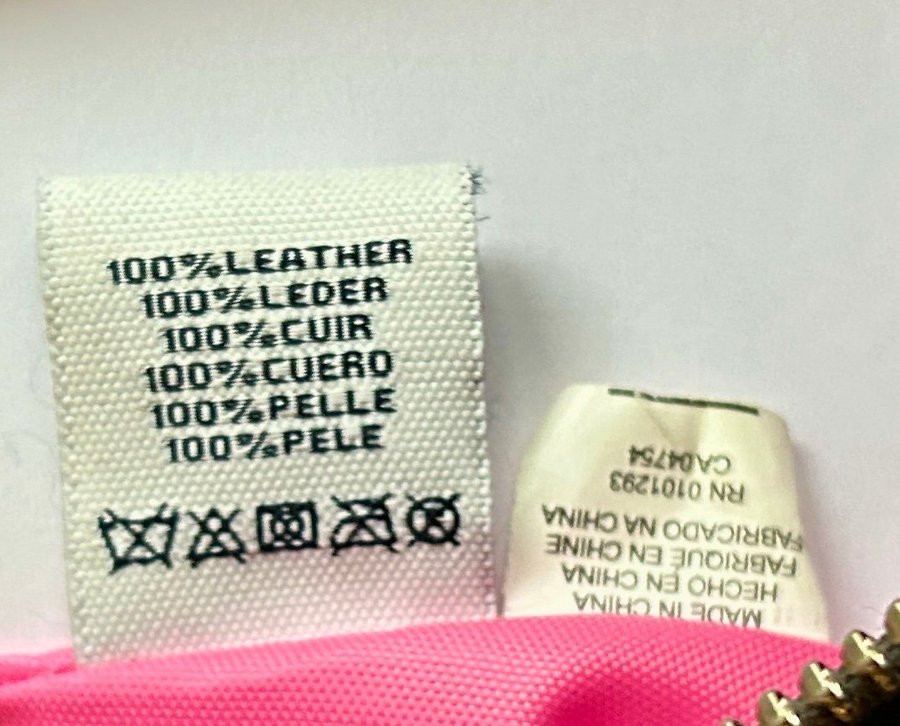 100% LEATHER
100% LEDER
100% CUIR
100% CUERO
100% PELLE
100% PELE
MADE IN CHINA
HECHO EN CHINA
FABRIQUÉ EN CHINE
FABRICADO NA CHINA
RN 0101293
CA04754